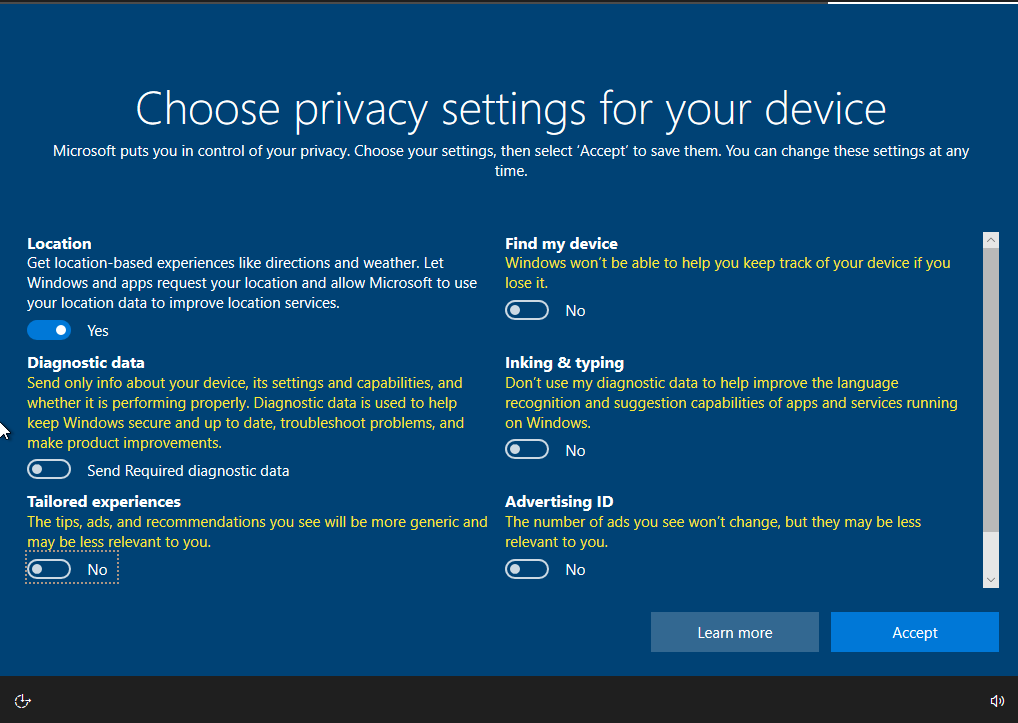 Choose privacy settings for your device
Microsoft puts you in control of your privacy. Choose your settings, then select ‘Accept’ to save them. You can change these settings at any
time.
Location
Get location-based experiences like directions and weather. Let
Windows and apps request your location and allow Microsoft to use
your location data to improve location services.
Yes
Find my device
Windows won’t be able to help you keep track of your device if you
lose it.
No
Diagnostic data
Send only info about your device, its settings and capabilities, and
whether it is performing properly. Diagnostic data is used to help
keep Windows secure and up to date, troubleshoot problems, and
make product improvements.
Send Required diagnostic data
Inking & typing
Don’t use my diagnostic data to help improve the language
recognition and suggestion capabilities of apps and services running
on Windows.
No
Tailored experiences
The tips, ads, and recommendations you see will be more generic and
may be less relevant to you.
No
Advertising ID
The number of ads you see won’t change, but they may be less
relevant to you.
No
Learn more
Accept